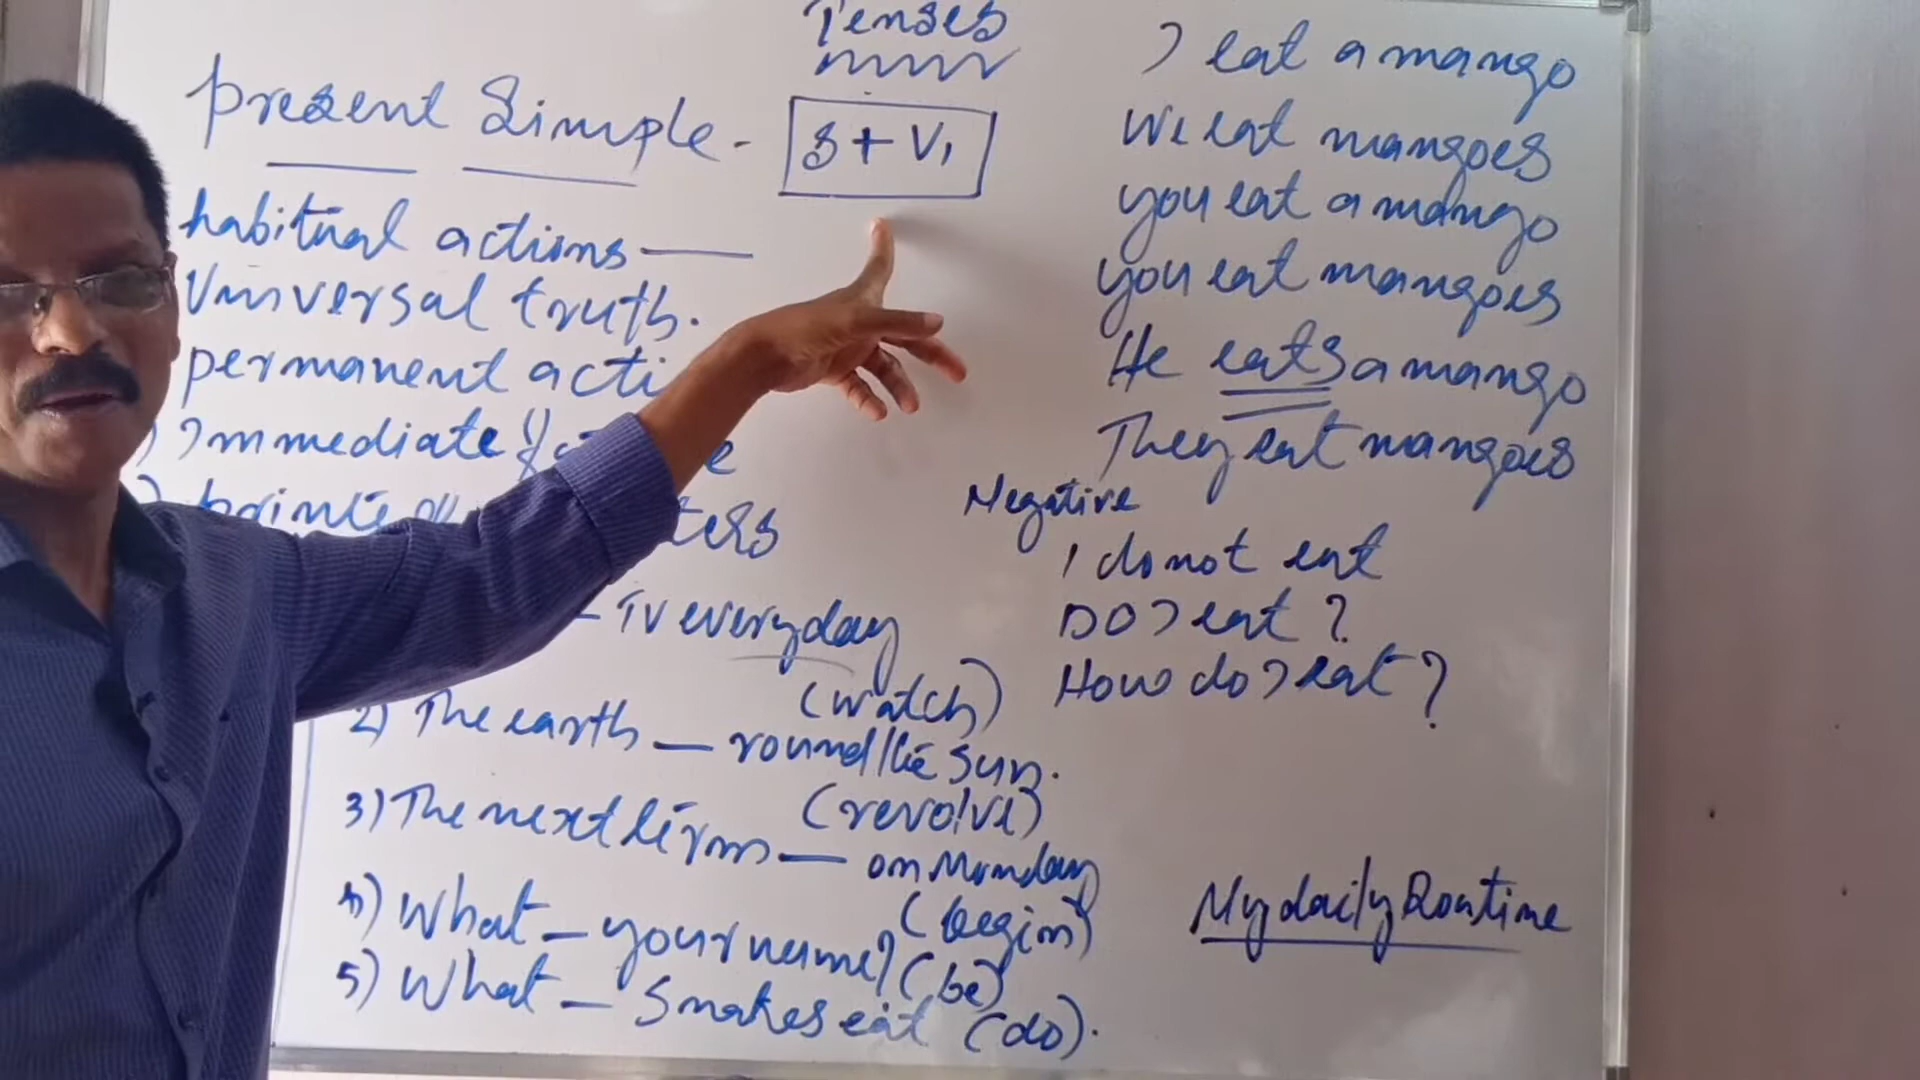 Tenses
Present Simple - S + V1
habitual actions —
Universal truth.
permanent acti
Immediate
— TV everyday
(watch)
2) The earth — round the sun.
(revolve)
3) The next term — on Monday
(begin)
4) What — your name? (be)
5) What — snakes eat (do).
I eat a mango
We eat mangoes
you eat a mango
you eat mangoes
He eats a mango
They eat mangoes
Negative
I do not eat
DO I eat ?
How do I eat ?
My daily Routine